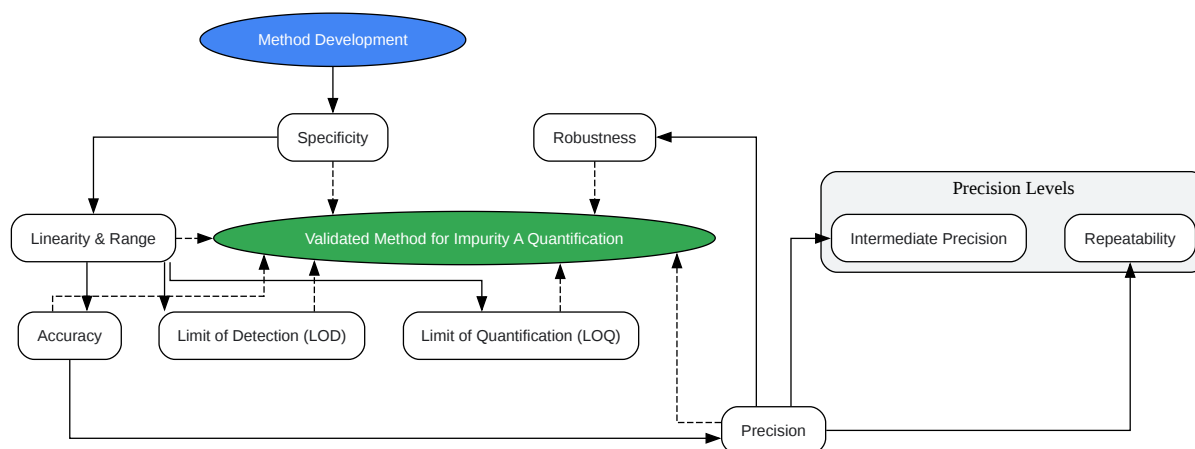 Method Development
Specificity
Robustness
Precision Levels
Linearity & Range
Validated Method for Impurity A Quantification
Intermediate Precision
Repeatability
Accuracy
Limit of Detection (LOD)
Limit of Quantification (LOQ)
Precision